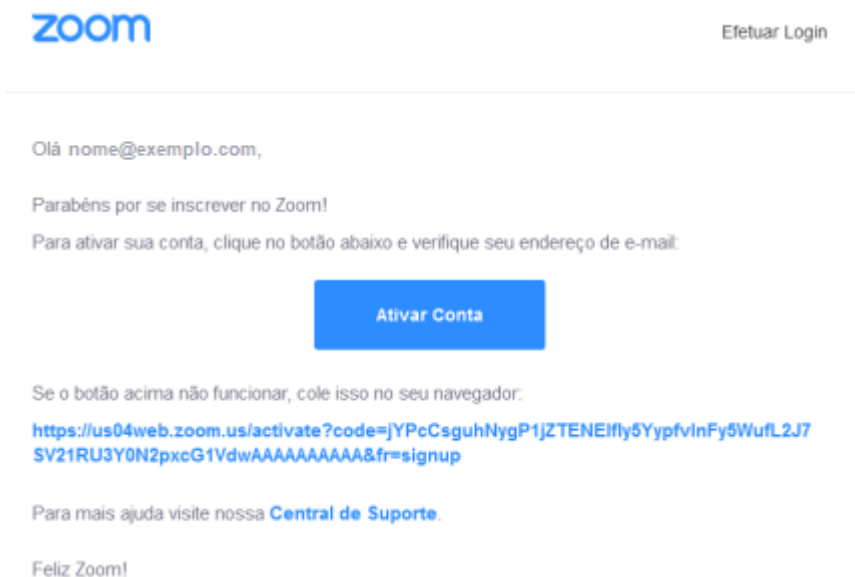 zoom
Efetuar Login
Olá nome@exemplo.com,
Parabéns por se inscrever no Zoom!
Para ativar sua conta, clique no botão abaixo e verifique seu endereço de e-mail:
Ativar Conta
Se o botão acima não funcionar, cole isso no seu navegador:
https://us04web.zoom.us/activate?code=jYPcCsguhNygP1jZTENEIfly5YypfvInFy5WufL2J7
SV21RU3Y0N2pxcG1VdwAAAAAAAAAA&fr=signup
Para mais ajuda visite nossa Central de Suporte.
Feliz Zoom!